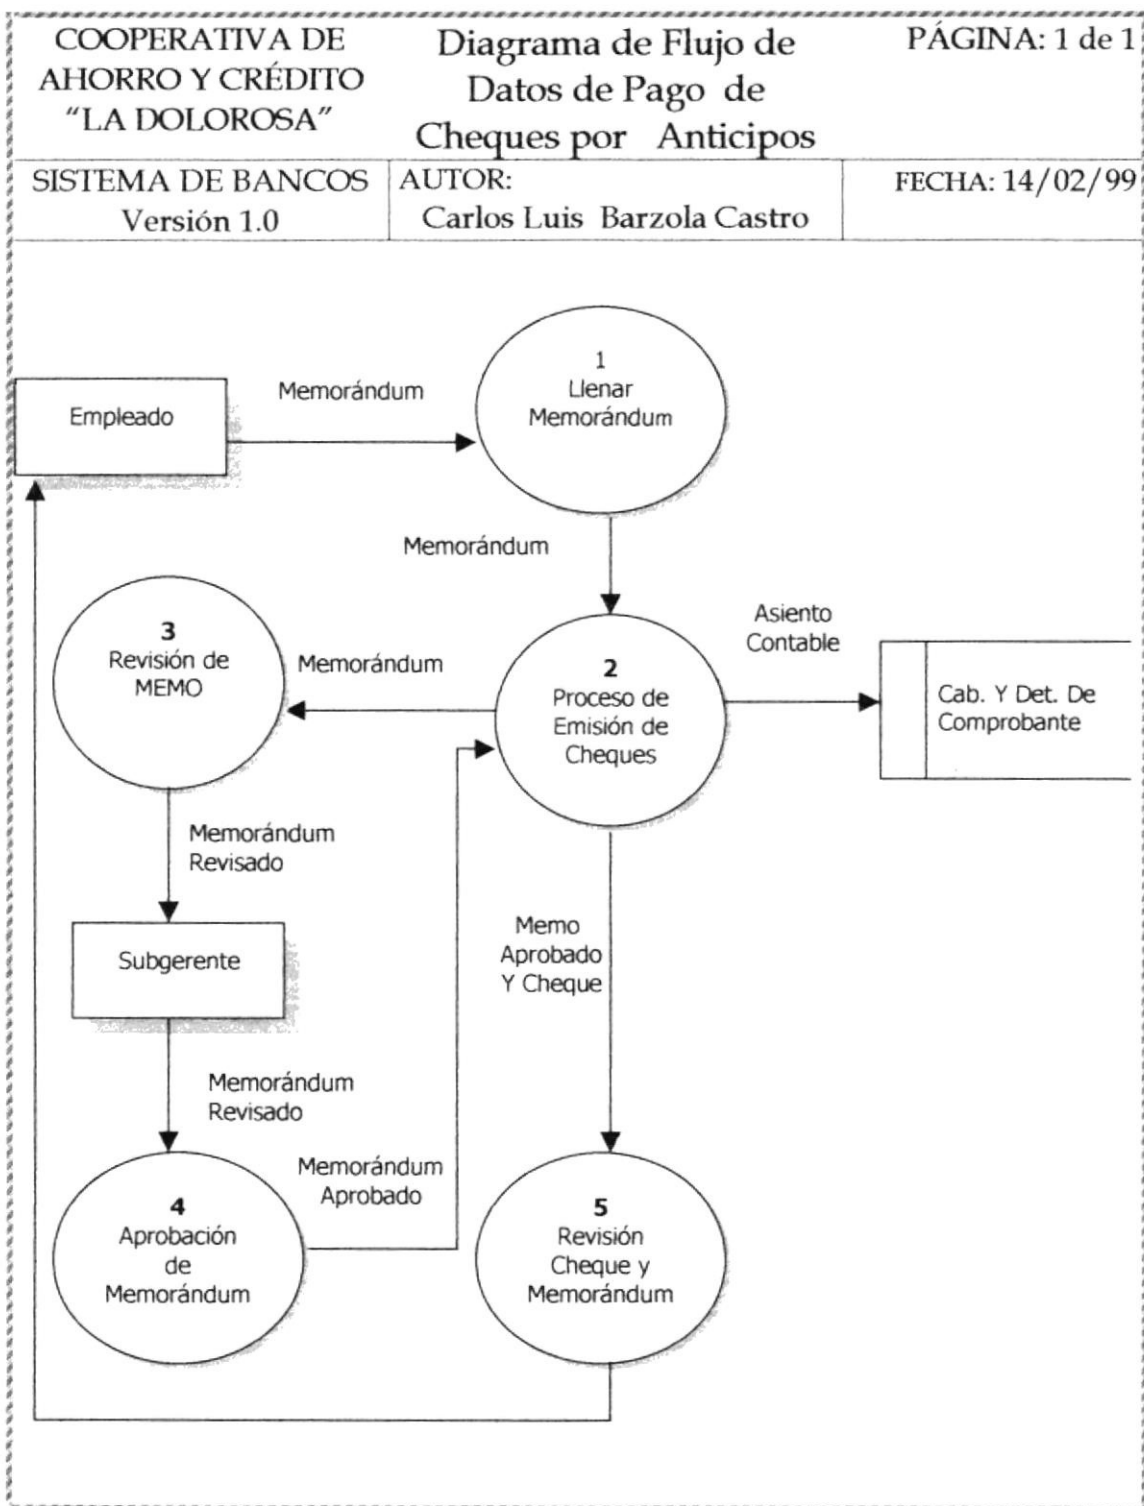 COOPERATIVA DE
AHORRO Y CRÉDITO
“LA DOLOROSA”
Diagrama de Flujo de
Datos de Pago de
Cheques por Anticipos
PÁGINA: 1 de 1
SISTEMA DE BANCOS
Versión 1.0
AUTOR:
Carlos Luis Barzola Castro
FECHA: 14/02/99
1
Llenar
Memorándum
Memorándum
Empleado
Memorándum
3
Revisión de
MEMO
Memorándum
2
Proceso de
Emisión de
Cheques
Asiento
Contable
Cab. Y Det. De
Comprobante
Memorándum
Revisado
Subgerente
Memo
Aprobado
Y Cheque
Memorándum
Revisado
Memorándum
Aprobado
4
Aprobación
de
Memorándum
5
Revisión
Cheque y
Memorándum